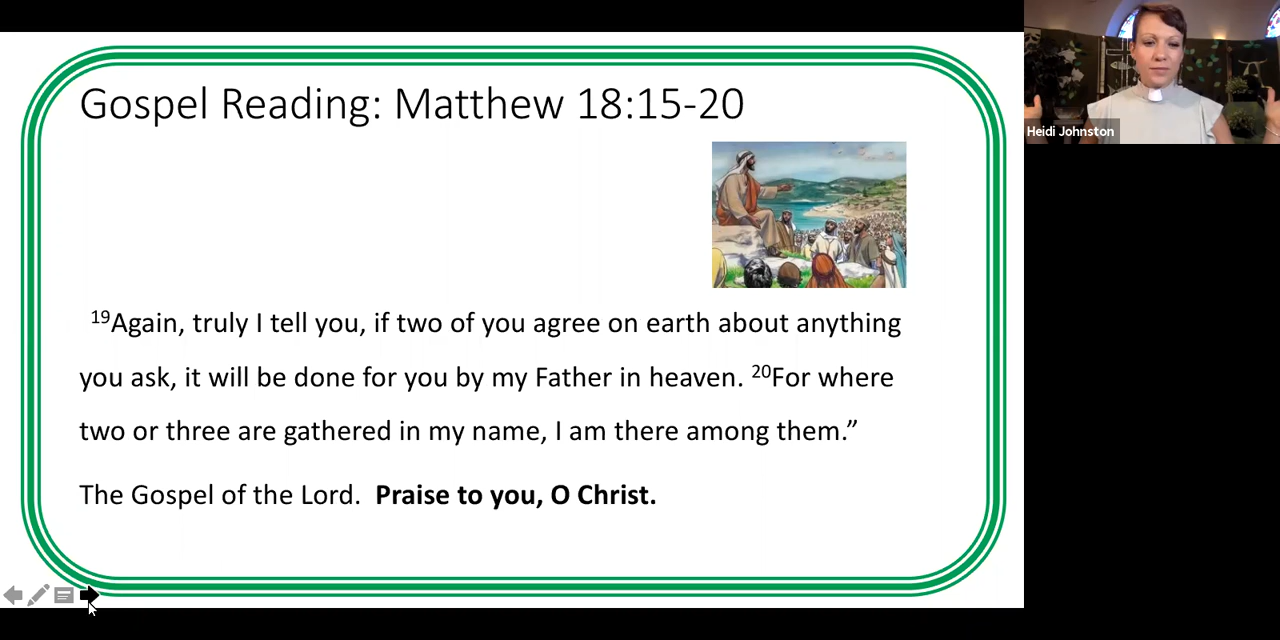 Gospel Reading: Matthew 18:15-20
19Again, truly I tell you, if two of you agree on earth about anything
you ask, it will be done for you by my Father in heaven. 20For where
two or three are gathered in my name, I am there among them.”
The Gospel of the Lord. Praise to you, O Christ.
Heidi Johnston